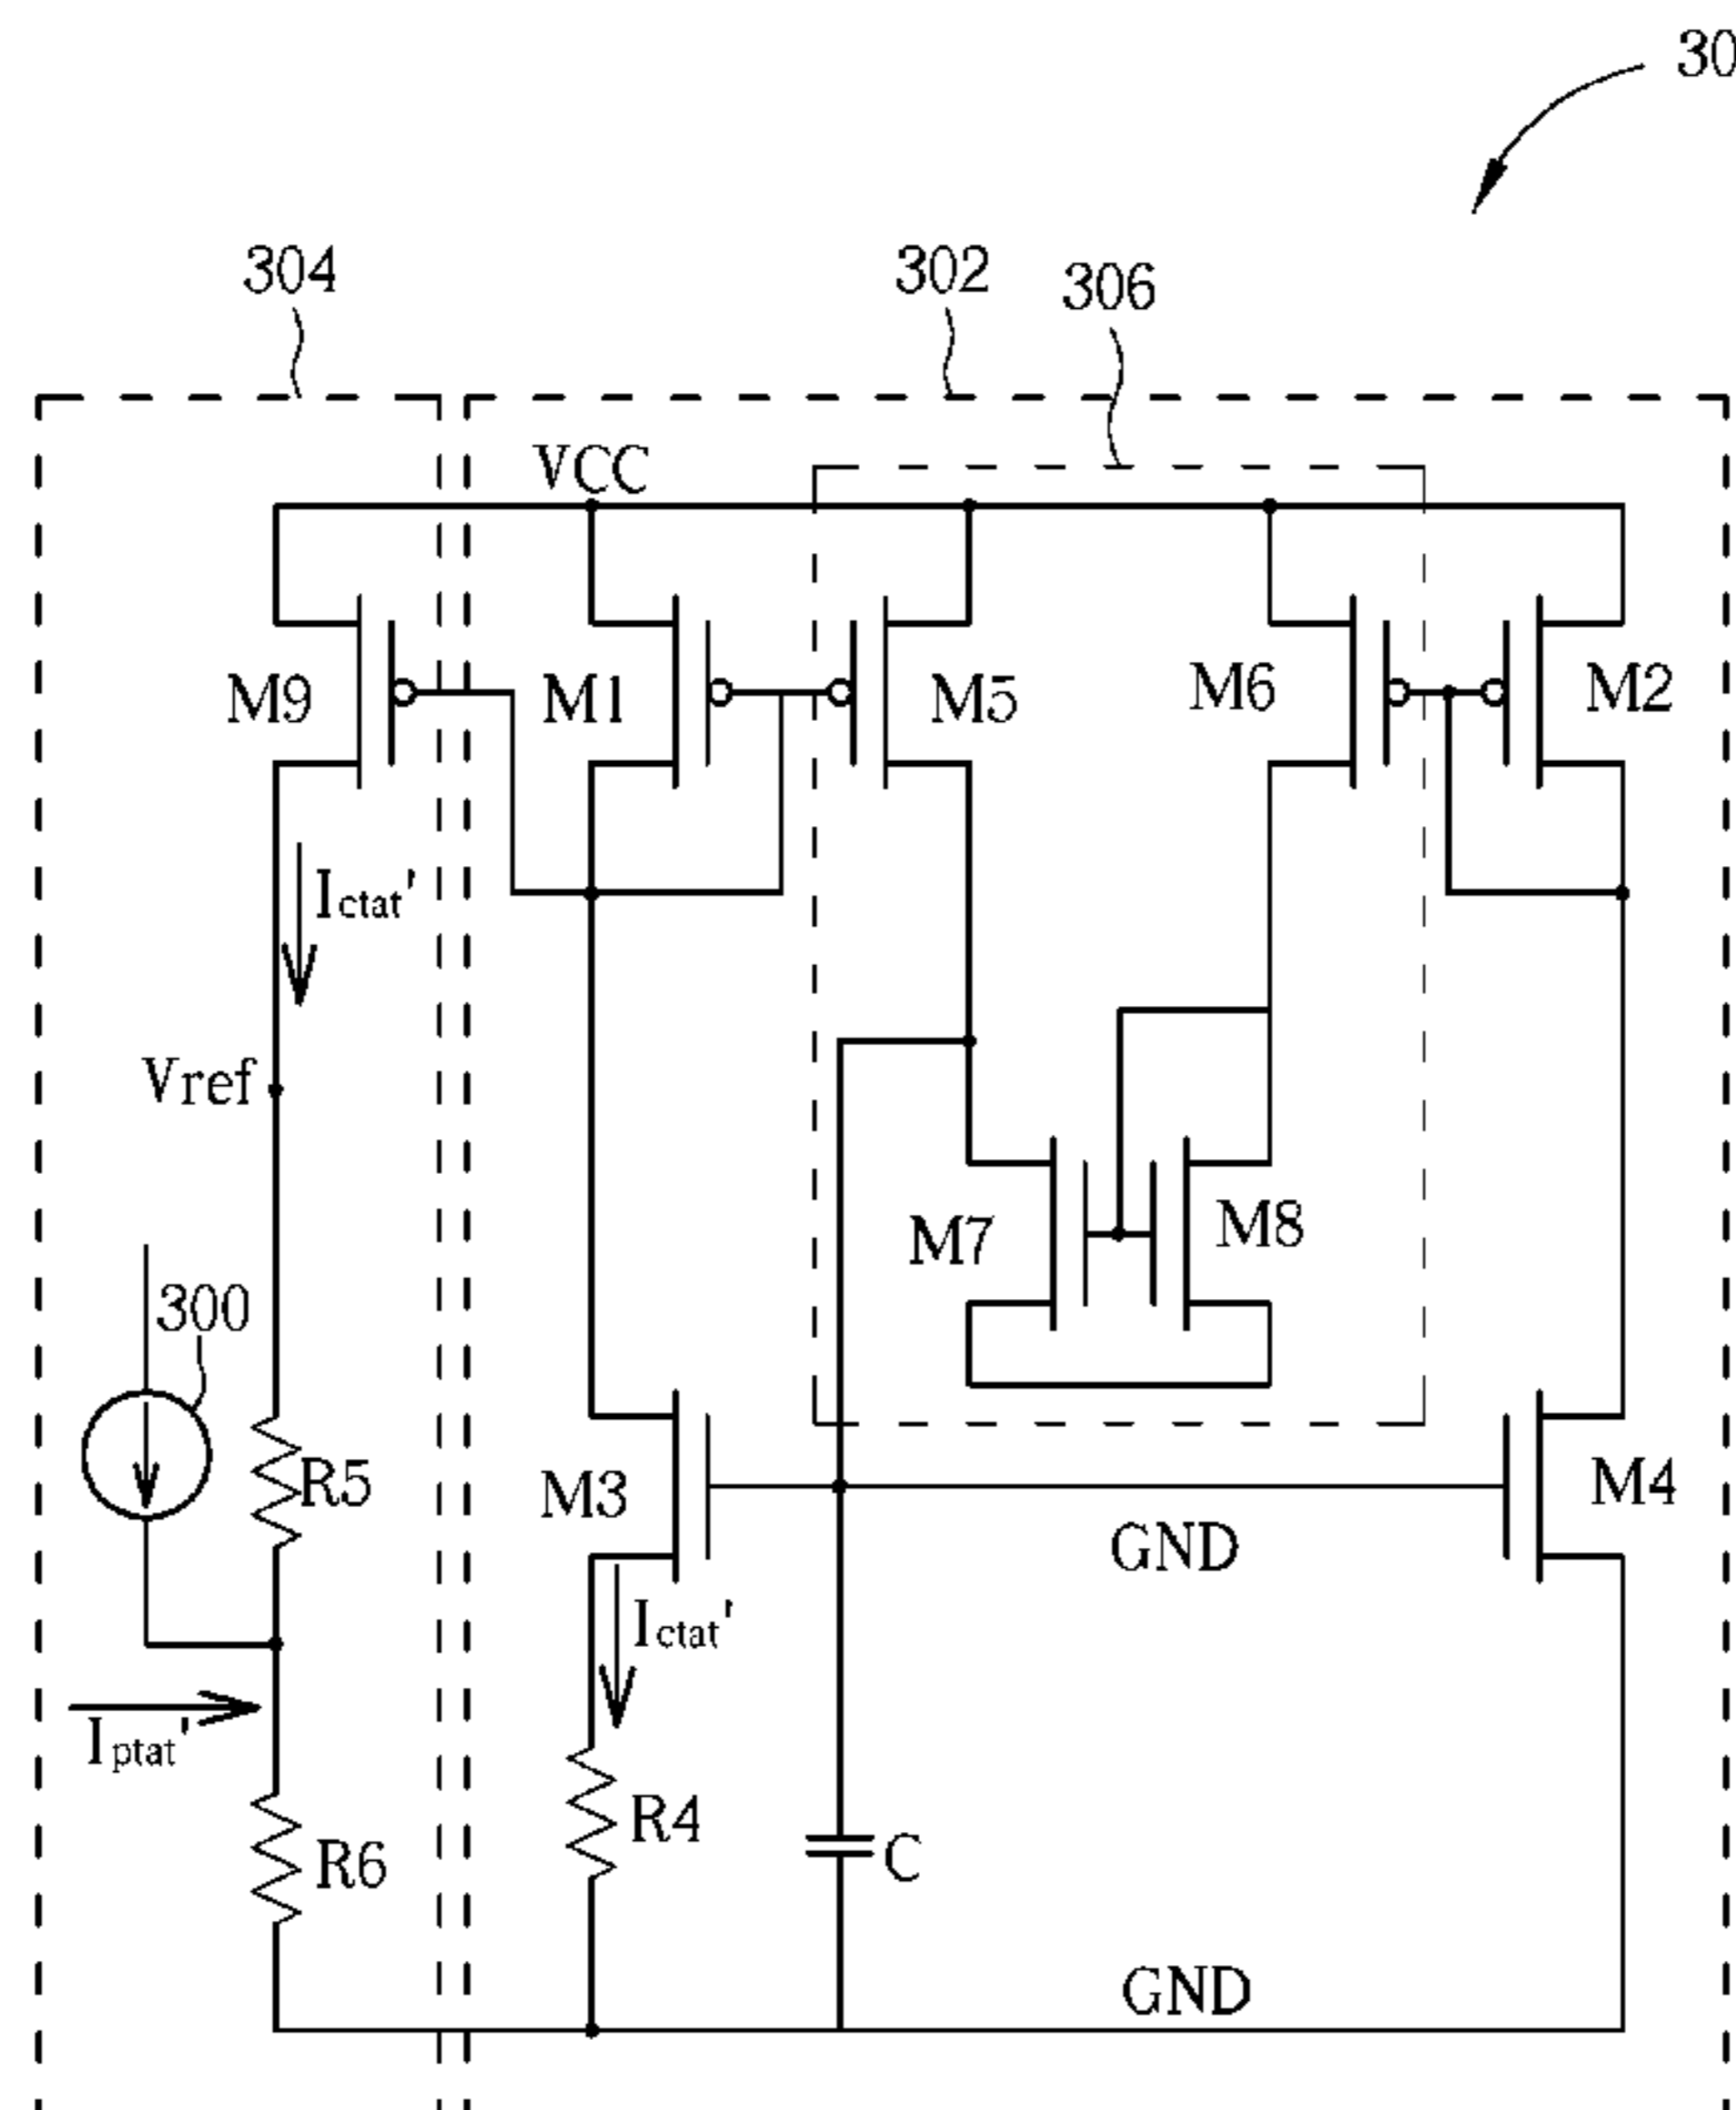 30
304
302
306
VCC
M9
M1
M5
M6
M2
Ictat'
Vref
M7
M8
300
R5
M3
M4
GND
Ictat'
Iptat'
R4
R6
C
GND